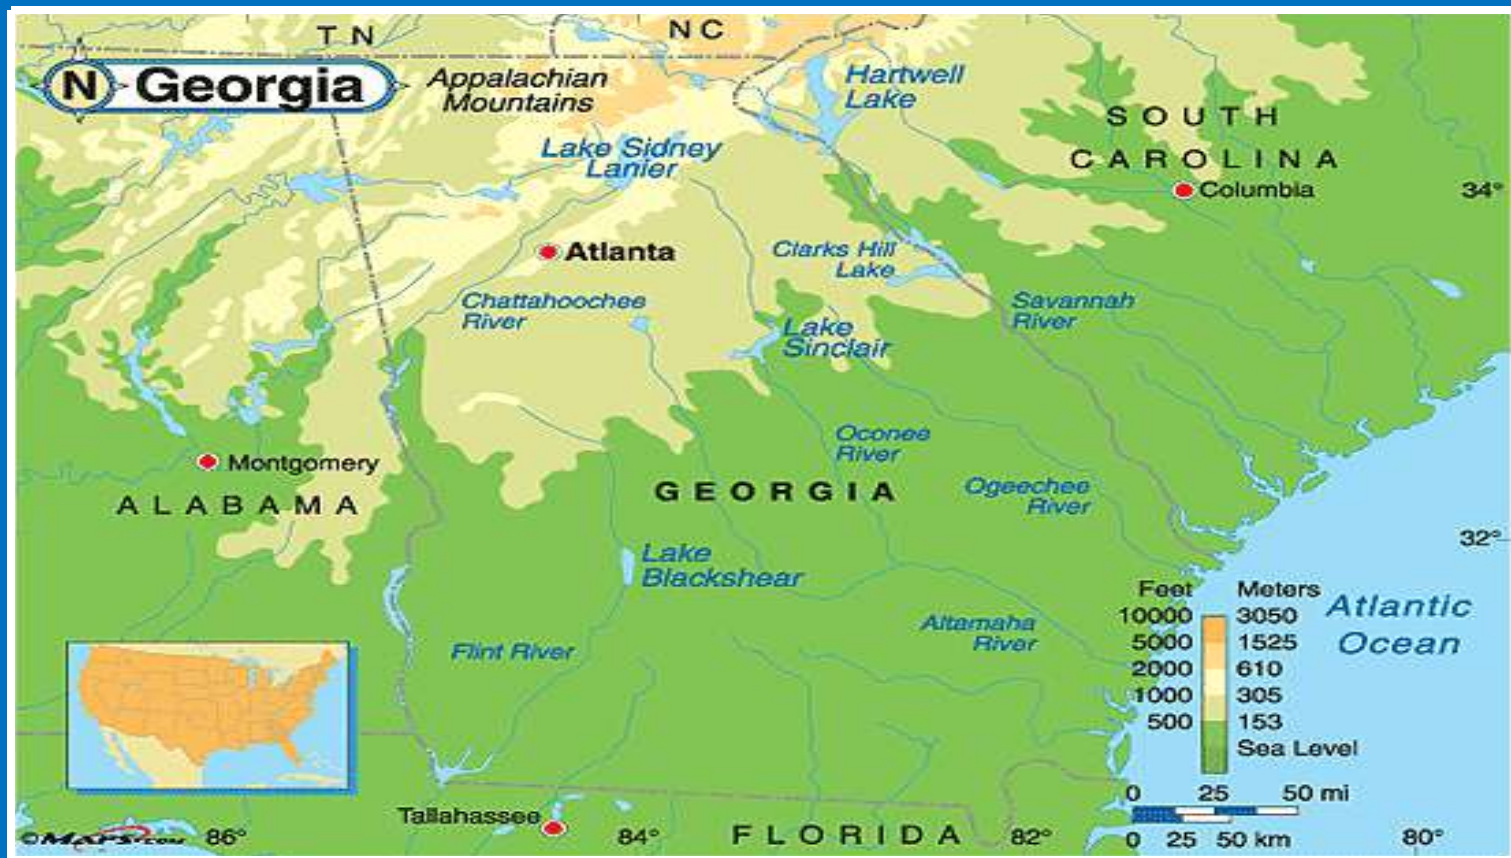 T N
N C
N Georgia
Appalachian
Mountains
Hartwell
Lake
SOUTH
CAROLINA
Lake Sidney
Lanier
Columbia
34°
Atlanta
Clarks Hill
Lake
Chattahoochee
River
Savannah
River
Lake
Sinclair
Oconee
River
Montgomery
ALABAMA
GEORGIA
Ogeechee
River
32°
Lake
Blackshear
Feet Meters
10000 3050
5000 1525
2000 610
1000 305
500 153
Sea Level
Atlantic
Ocean
Altamaha
River
Flint River
0 25 50 mi
0 25 50 km
Tallahassee
FLORIDA
©MAPS.com
86°
84°
82°
80°